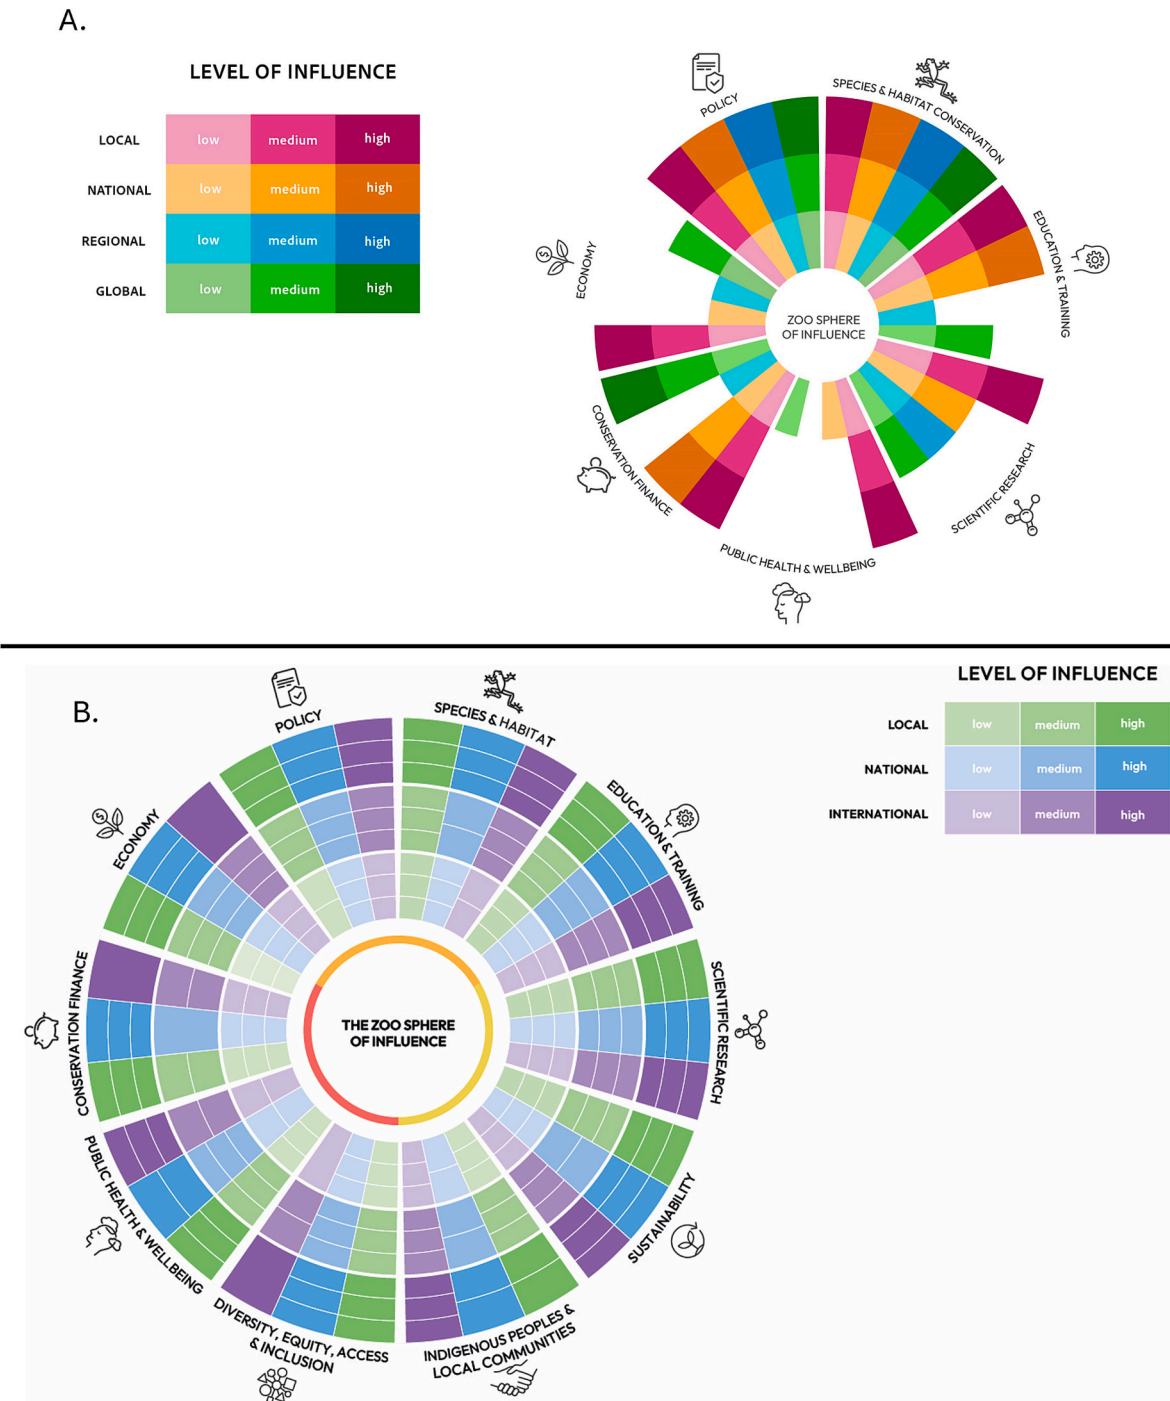 A.
LEVEL OF INFLUENCE
LOCAL low medium high
NATIONAL low medium high
REGIONAL low medium high
GLOBAL low medium high
POLICY
SPECIES & HABITAT CONSERVATION
EDUCATION & TRAINING
SCIENTIFIC RESEARCH
PUBLIC HEALTH & WELLBEING
CONSERVATION FINANCE
ECONOMY
ZOO SPHERE
OF INFLUENCE
B.
LEVEL OF INFLUENCE
LOCAL low medium high
NATIONAL low medium high
INTERNATIONAL low medium high
POLICY
SPECIES & HABITAT
EDUCATION & TRAINING
SCIENTIFIC RESEARCH
SUSTAINABILITY
INDIGENOUS PEOPLES &
LOCAL COMMUNITIES
DIVERSITY, EQUITY, ACCESS
& INCLUSION
PUBLIC HEALTH & WELLBEING
CONSERVATION FINANCE
ECONOMY
THE ZOO SPHERE
OF INFLUENCE